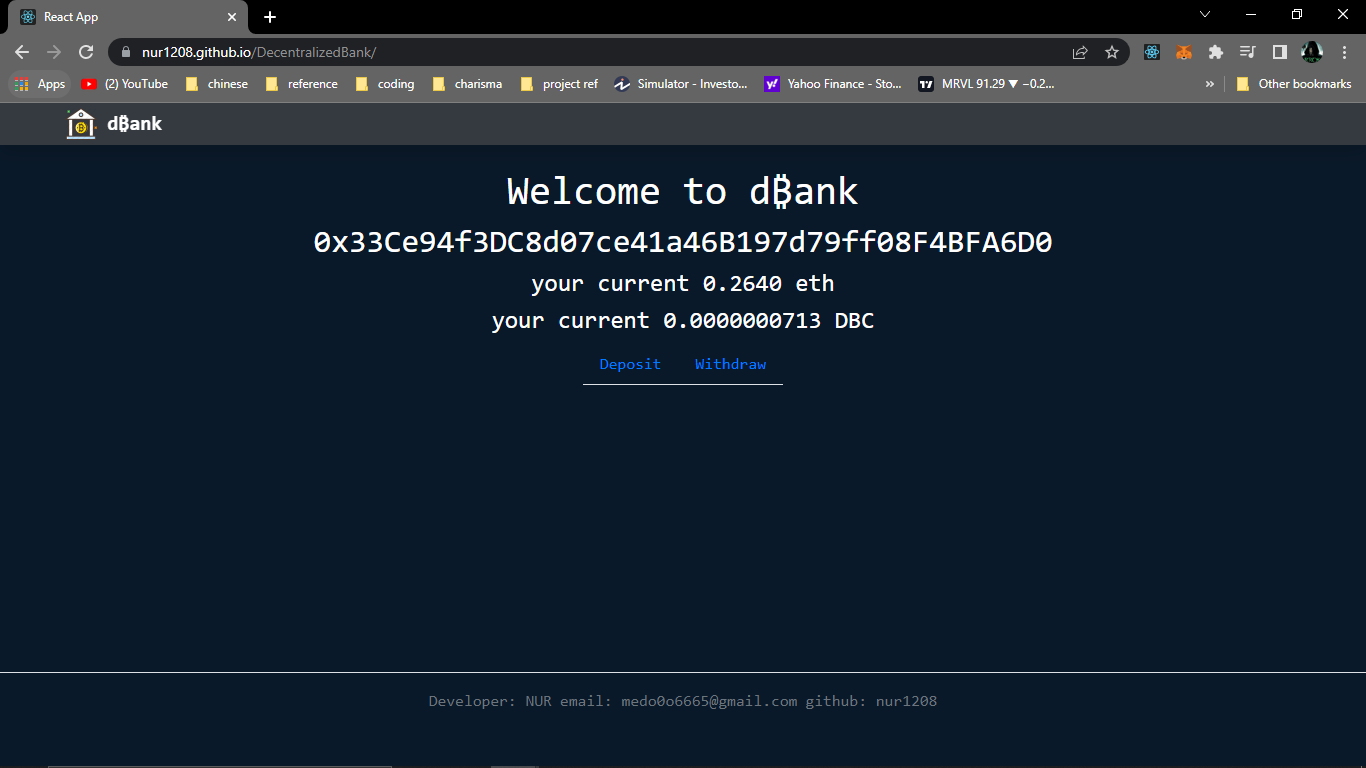 React App
nur1208.github.io/DecentralizedBank/
Apps (2) YouTube chinese reference coding charisma project ref Simulator - Investo... Yahoo Finance - Sto... MRVL 91.29 ▼ −0.2... » Other bookmarks
d₿ank
Welcome to d₿ank
0x33Ce94f3DC8d07ce41a46B197d79ff08F4BFA6D0
your current 0.2640 eth
your current 0.0000000713 DBC
Deposit Withdraw
Developer: NUR email: medo0o6665@gmail.com github: nur1208